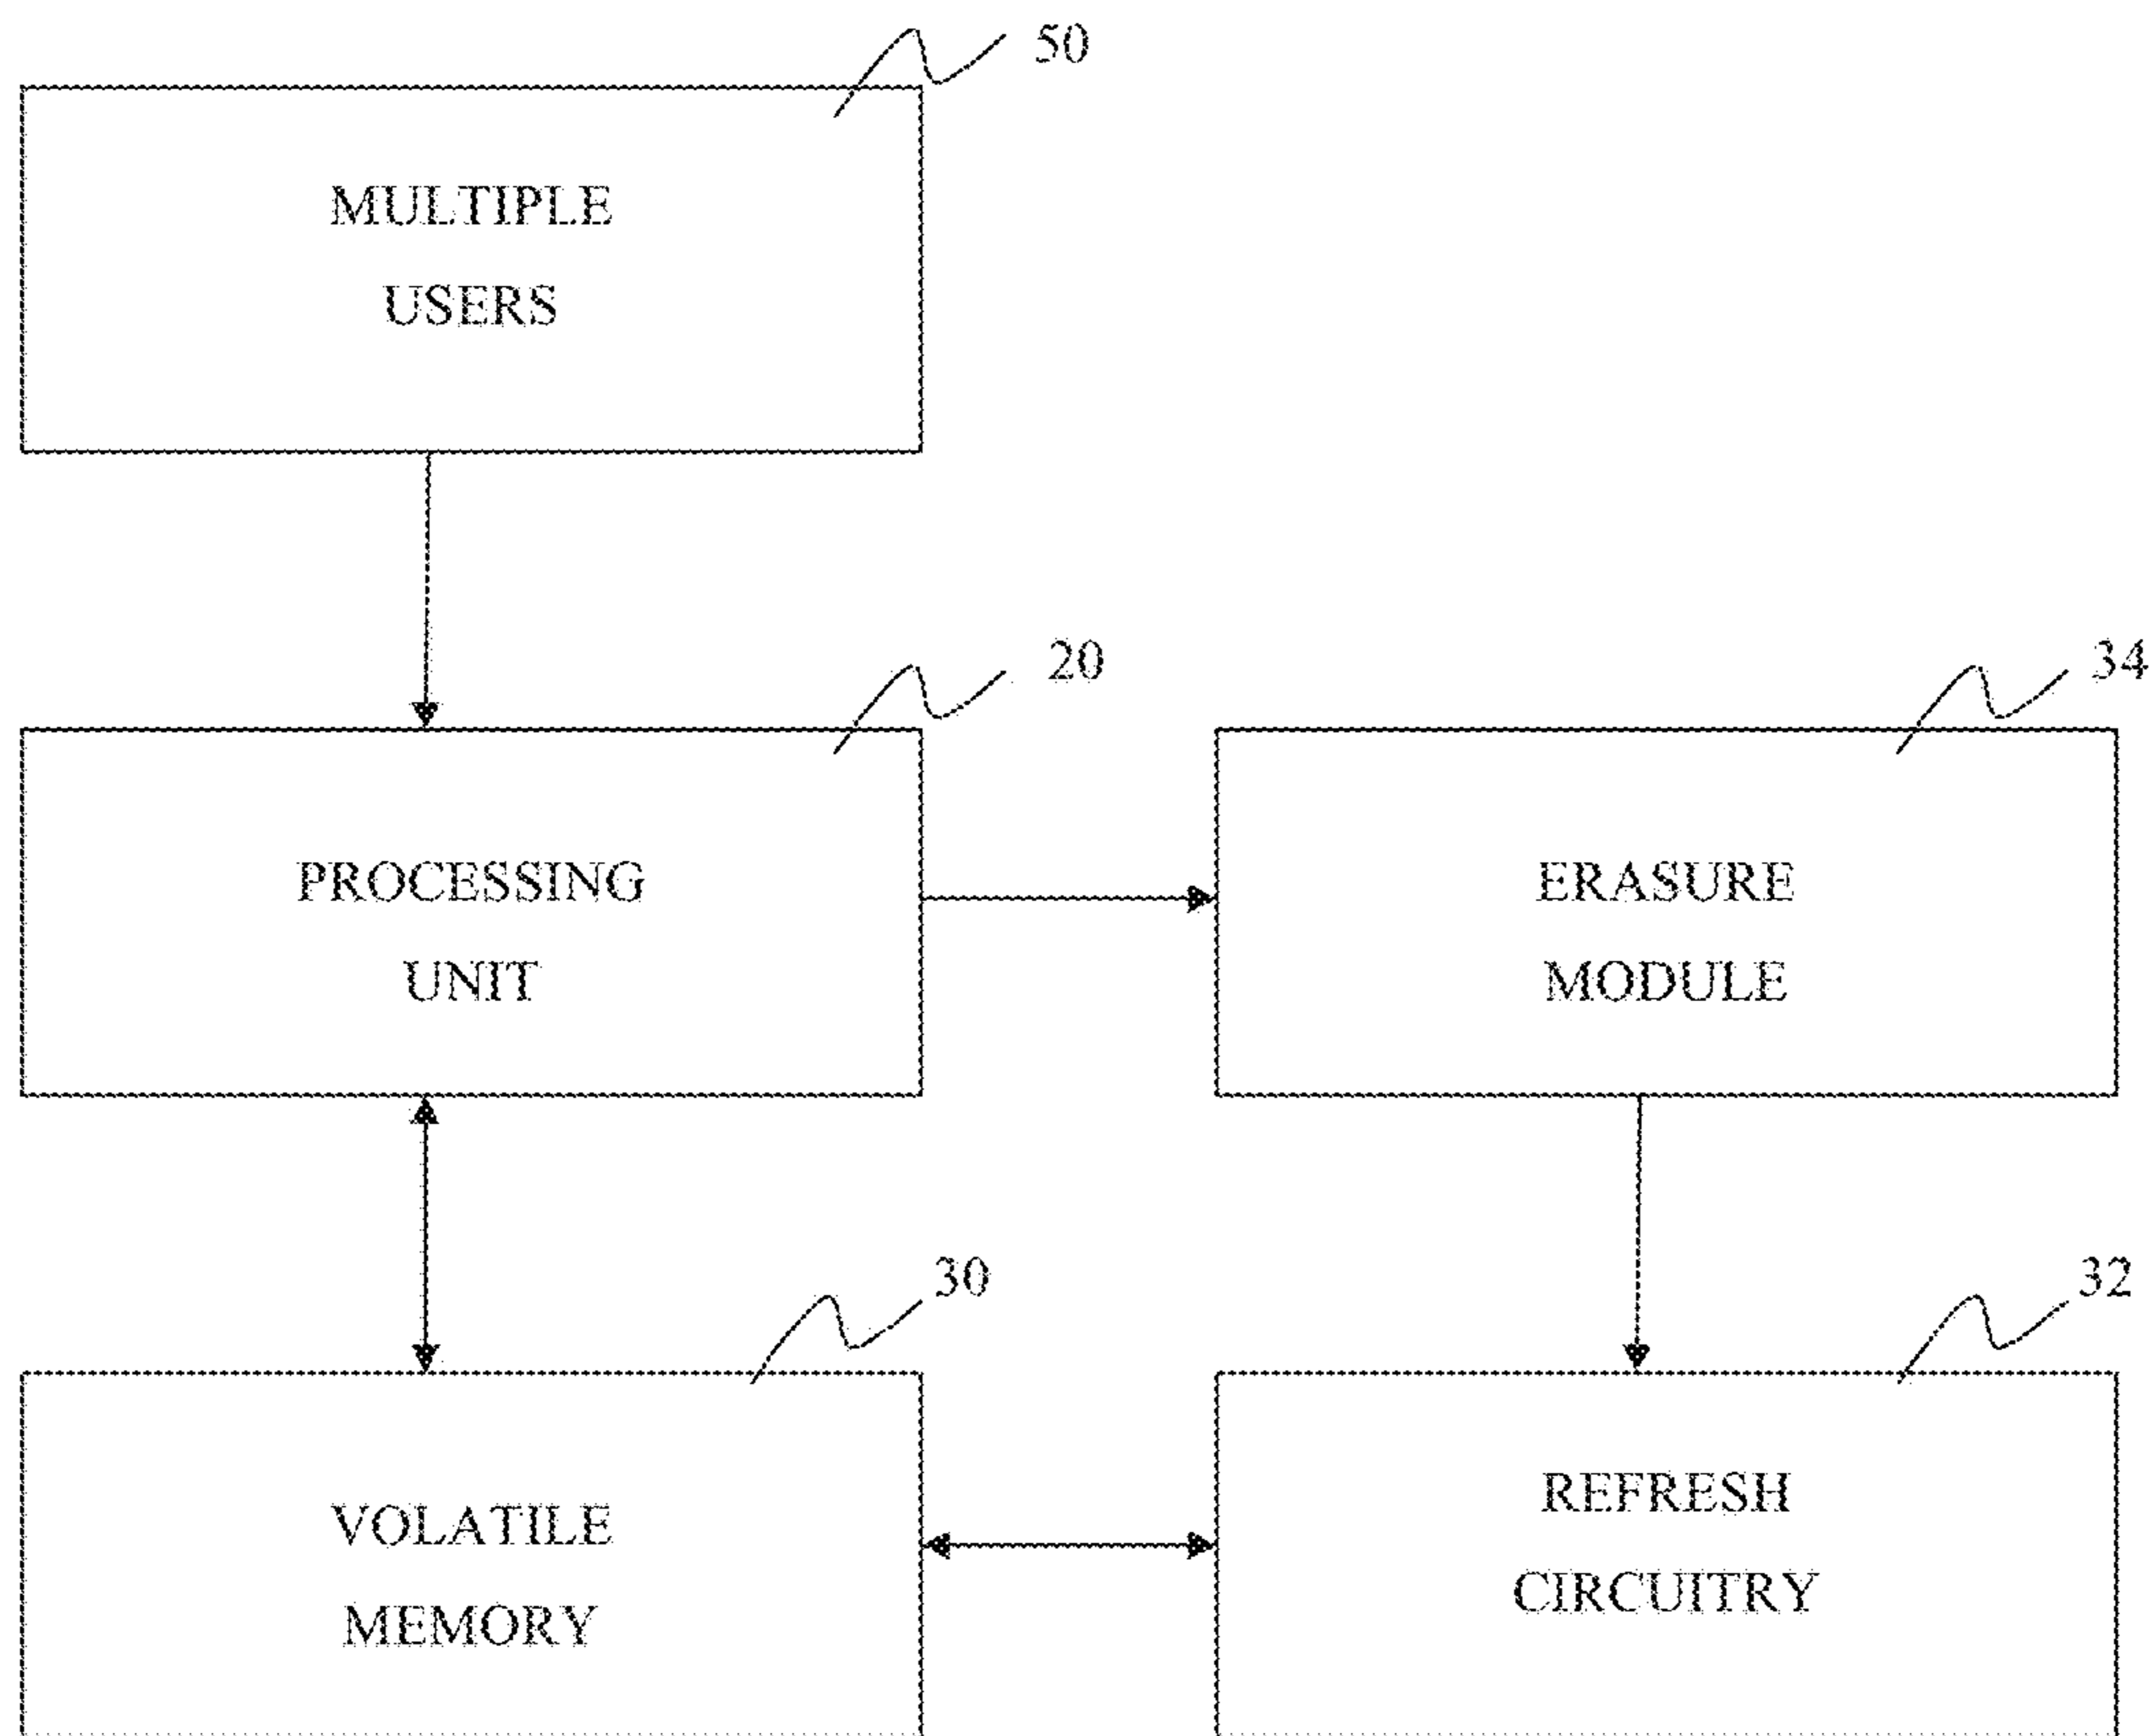 50
MULTIPLE
USERS
20
PROCESSING
UNIT
34
ERASURE
MODULE
30
VOLATILE
MEMORY
32
REFRESH
CIRCUITRY